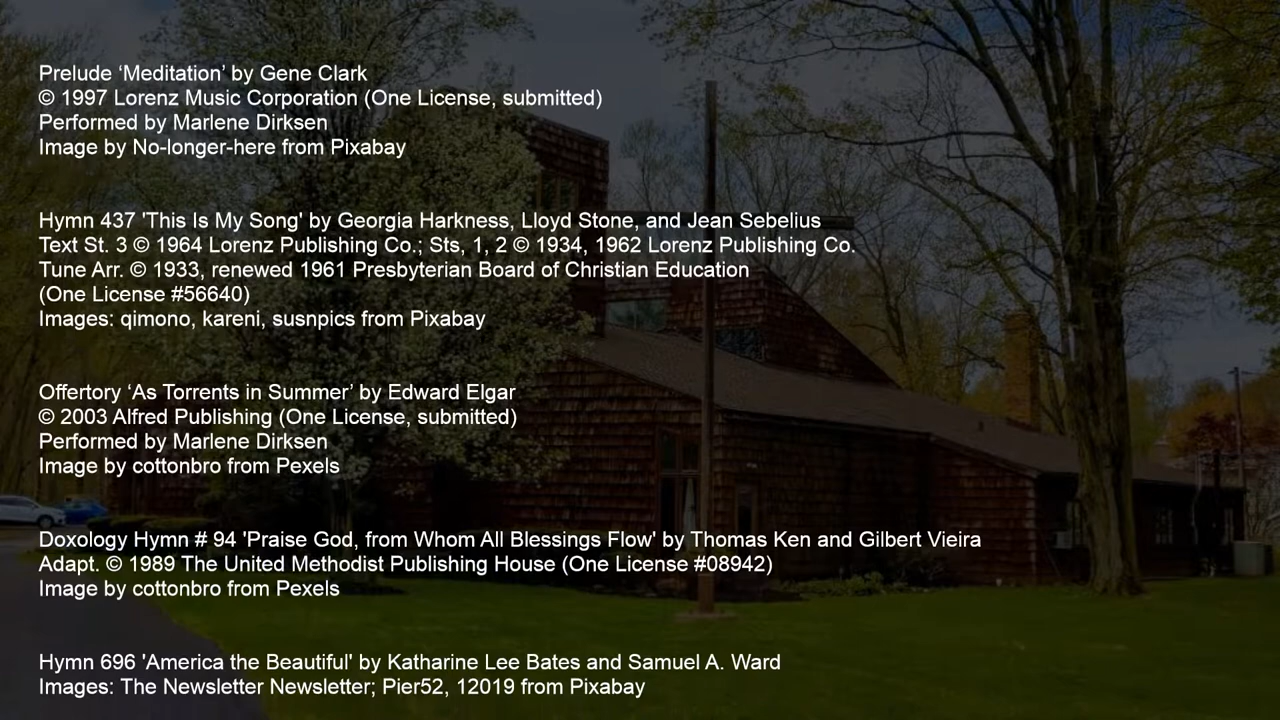 Prelude ‘Meditation’ by Gene Clark
© 1997 Lorenz Music Corporation (One License, submitted)
Performed by Marlene Dirksen
Image by No-longer-here from Pixabay
Hymn 437 'This Is My Song' by Georgia Harkness, Lloyd Stone, and Jean Sebelius
Text St. 3 © 1964 Lorenz Publishing Co.; Sts, 1, 2 © 1934, 1962 Lorenz Publishing Co.
Tune Arr. © 1933, renewed 1961 Presbyterian Board of Christian Education
(One License #56640)
Images: qimono, kareni, susnpics from Pixabay
Offertory ‘As Torrents in Summer’ by Edward Elgar
© 2003 Alfred Publishing (One License, submitted)
Performed by Marlene Dirksen
Image by cottonbro from Pexels
Doxology Hymn # 94 'Praise God, from Whom All Blessings Flow' by Thomas Ken and Gilbert Vieira
Adapt. © 1989 The United Methodist Publishing House (One License #08942)
Image by cottonbro from Pexels
Hymn 696 'America the Beautiful' by Katharine Lee Bates and Samuel A. Ward
Images: The Newsletter Newsletter; Pier52, 12019 from Pixabay